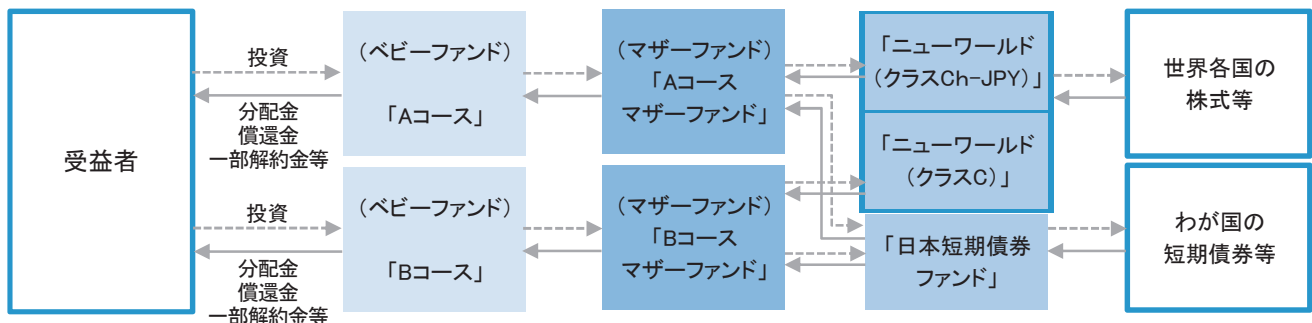 受益者
投資
分配金
償還金
一部解約金等
投資
分配金
償還金
一部解約金等
（ベビーファンド）
「Aコース」
（ベビーファンド）
「Bコース」
（マザーファンド）
「Aコース
マザーファンド」
（マザーファンド）
「Bコース
マザーファンド」
「ニューワールド
（クラスCh-JPY）」
「ニューワールド
（クラスC）」
「日本短期債券
ファンド」
世界各国の
株式等
わが国の
短期債券等